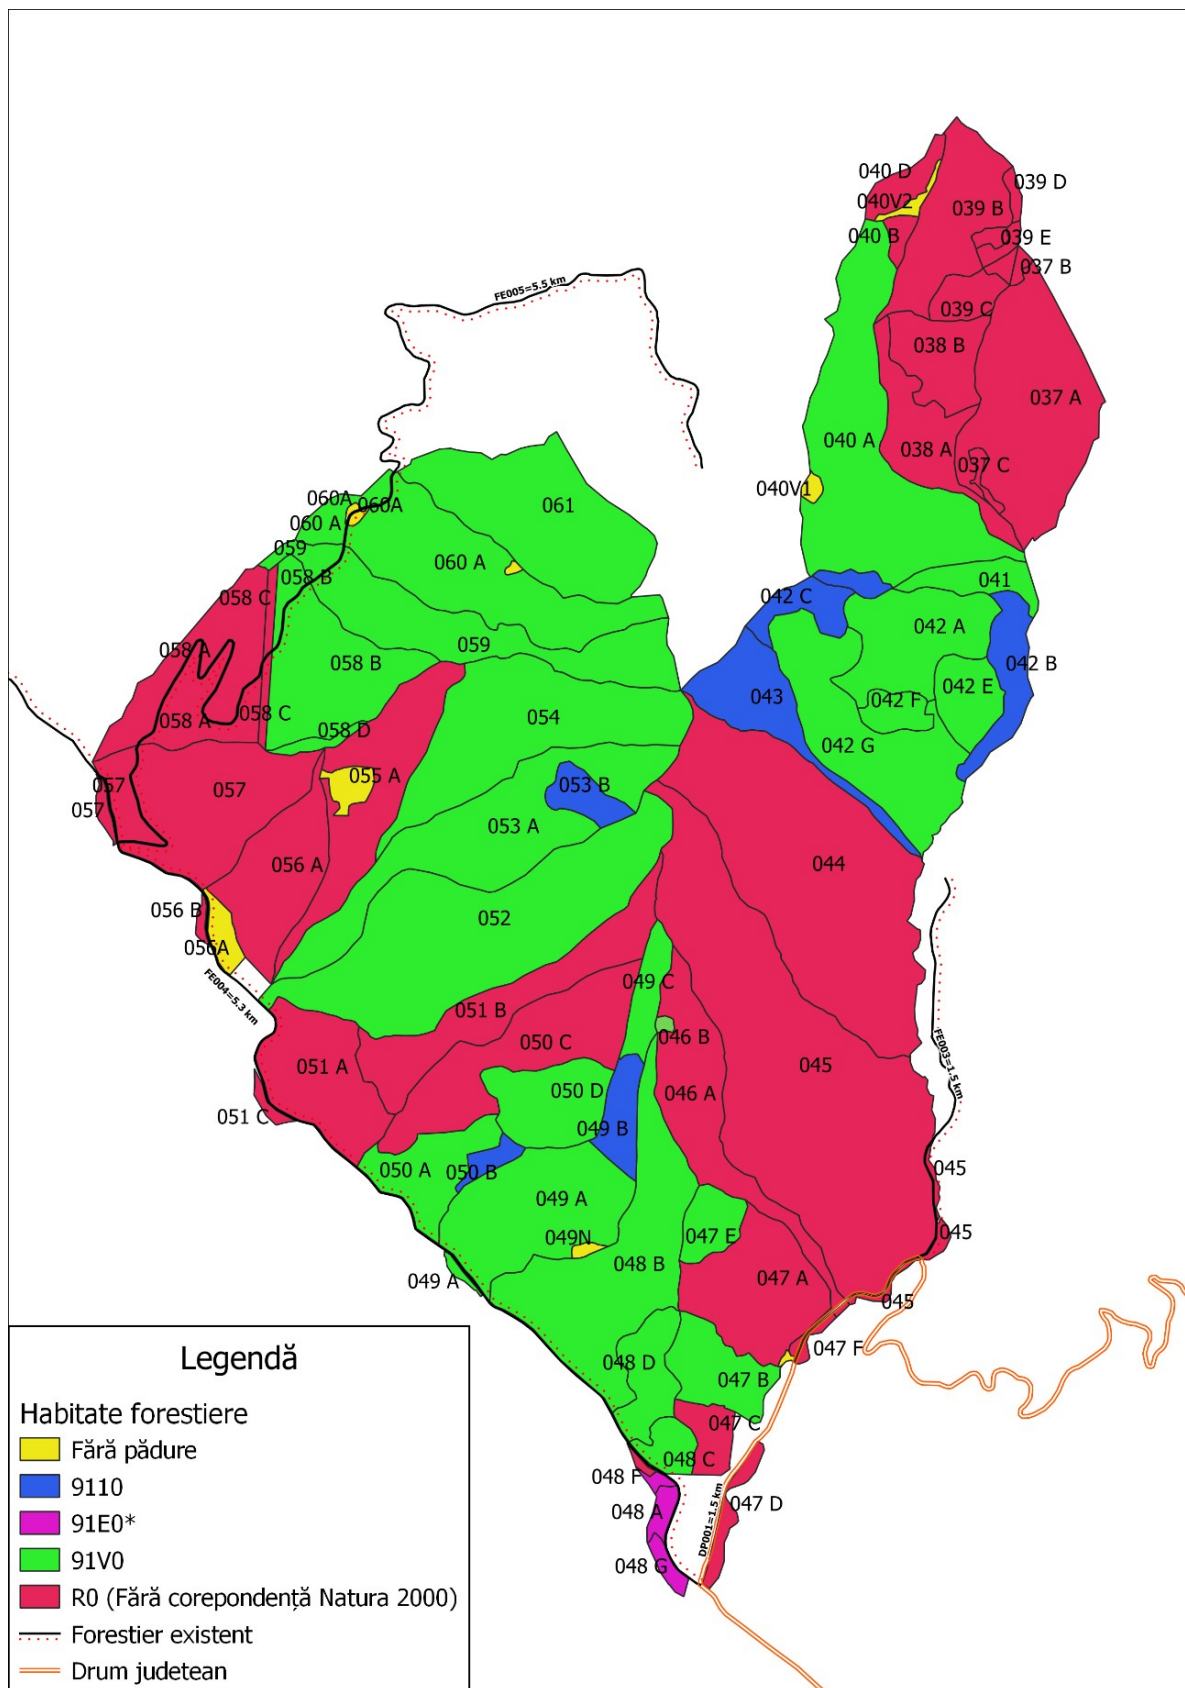 040 D
039 D
040V2
039 B
040 B
039 E
037 B
FE005=5.5 km
039 C
038 B
037 A
040 A
038 A
037 C
040V1
060A
060A
061
060 A
059
060 A
058 B
041
058 C
042 C
042 A
059
058 A
058 B
042 B
042 E
043
042 F
058 A
058 C
054
058 D
042 G
055 A
057
057
053 B
057
053 A
056 A
044
056 B
052
056A
FE004=5.3 km
049 C
051 B
046 B
050 C
051 A
045
FE003=1.5 km
050 D
046 A
051 C
049 B
050 A
050 B
045
049 A
045
049N
047 E
048 B
049 A
047 A
045
047 F
048 D
047 B
047 C
048 C
048 F
047 D
048 A
DP001=1.5 km
048 G
Legendă
Habitate forestiere
Fără pădure
9110
91E0*
91V0
R0 (Fără corepondență Natura 2000)
Forestier existent
Drum judetean